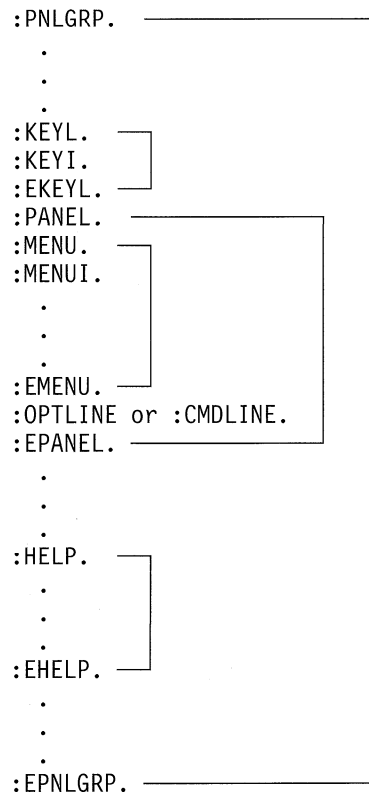 :PNLGRP.
.
.
.
:KEYL.
:KEYI.
:EKEYL.
:PANEL.
:MENU.
:MENUI.
.
.
.
:EMENU.
:OPTLINE or :CMDLINE.
:EPANEL.
.
.
.
:HELP.
.
.
.
:EHELP.
.
.
.
:EPNLGRP.